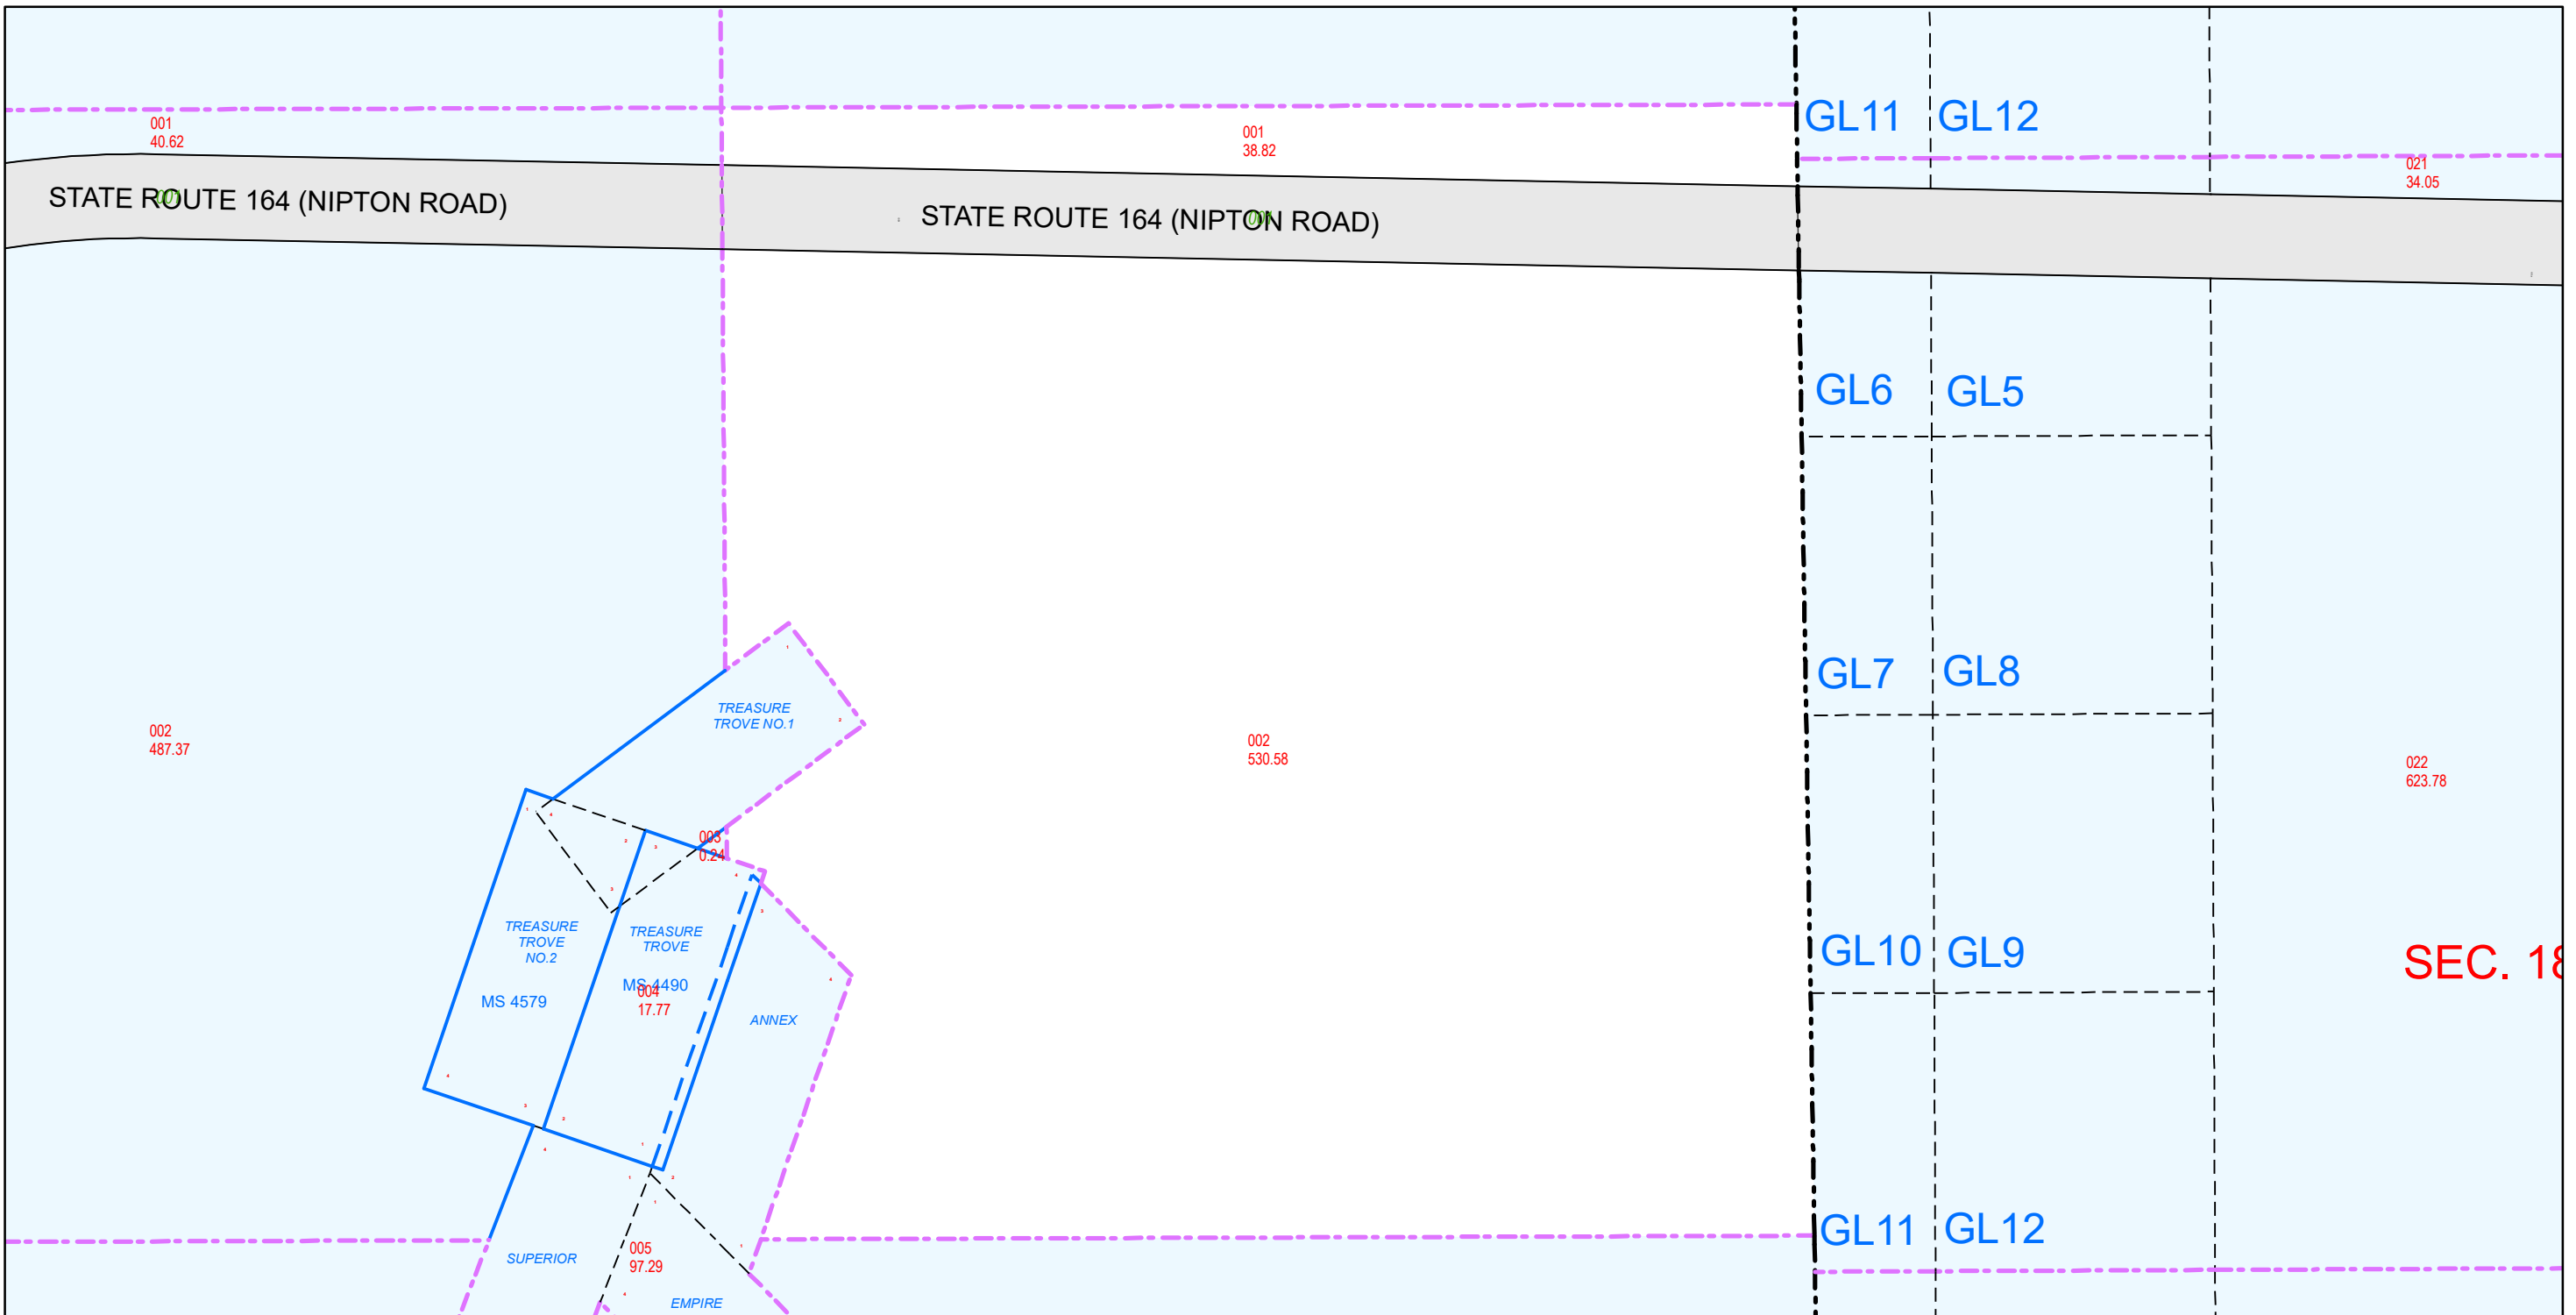 GL11 GL12
001
40.62
001
38.82
021
34.05
STATE ROUTE 164 (NIPTON ROAD)
001
STATE ROUTE 164 (NIPTON ROAD)
001
GL6 GL5
GL7 GL8
TREASURE
TROVE NO.1
002
487.37
002
530.58
022
623.78
003
0.24
TREASURE
TROVE
NO.2
MS 4579
TREASURE
TROVE
MS 4490
004
17.77
ANNEX
GL10 GL9
SEC. 18
GL11 GL12
SUPERIOR
005
97.29
EMPIRE